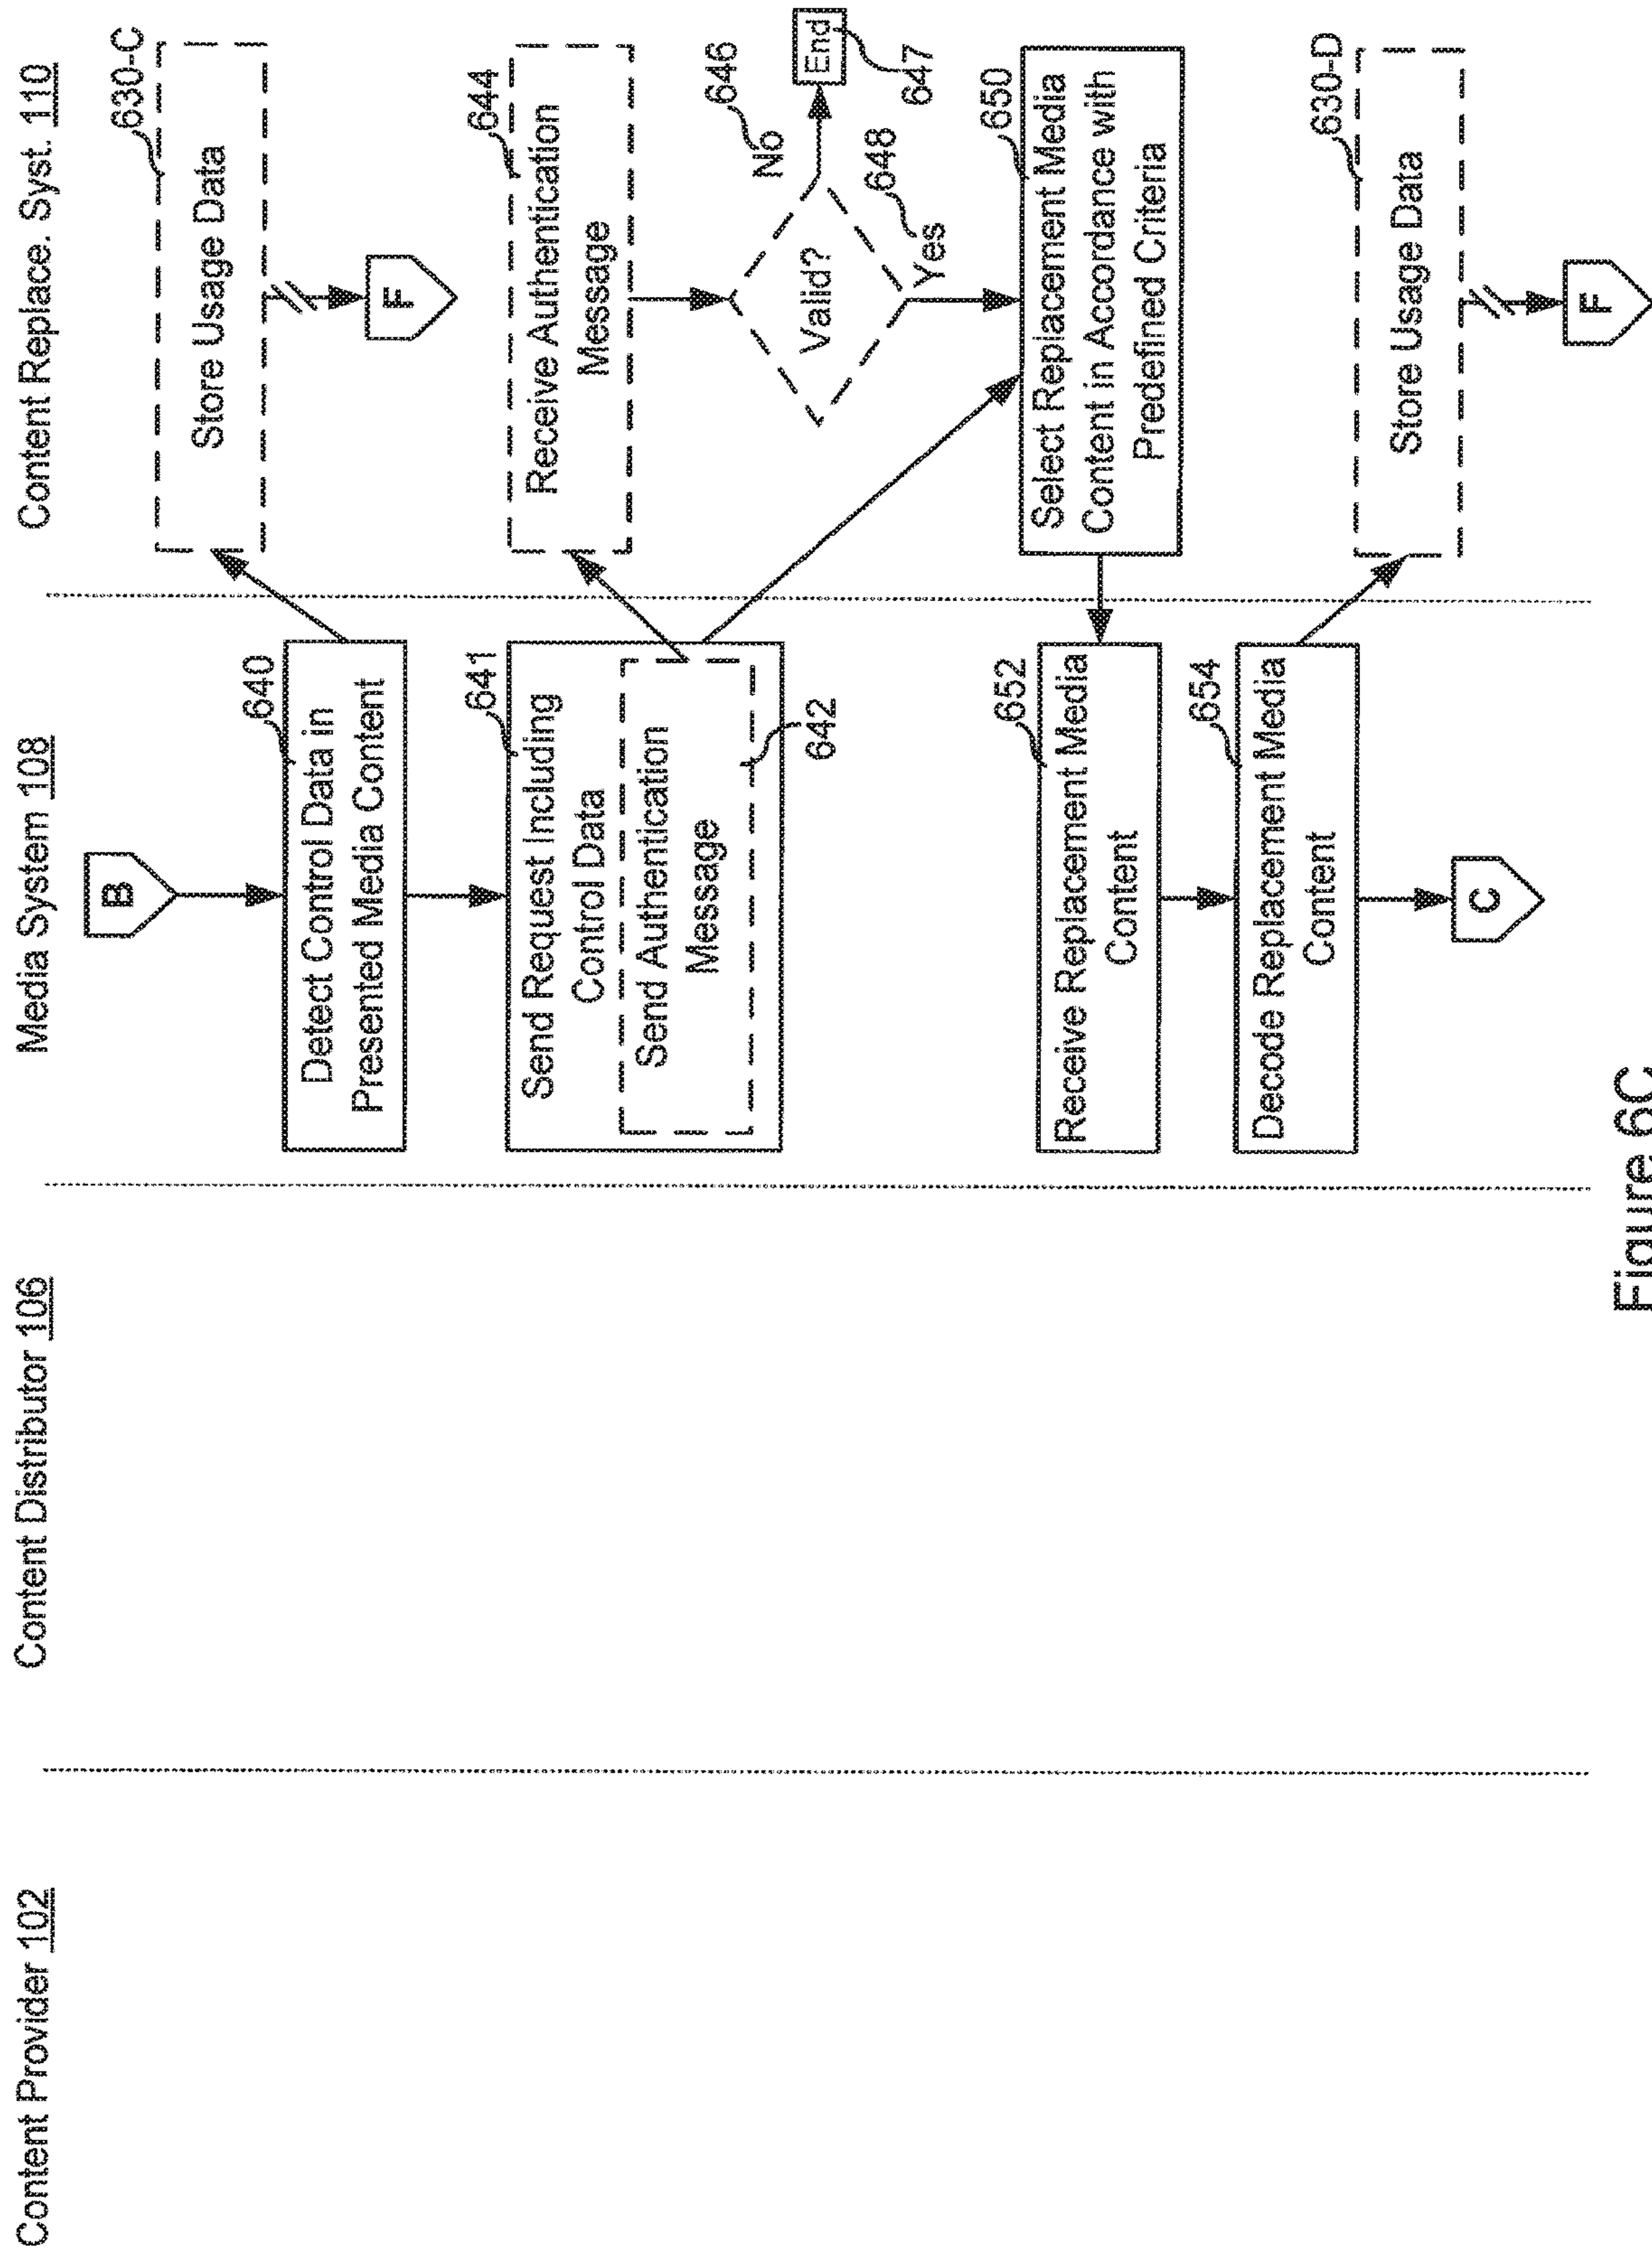 Content Provider 102
Content Distributor 106
Media System 108
Content Replace. Syst. 110
B
640
Detect Control Data in
Presented Media Content
630-C
Store Usage Data
F
641
Send Request Including
Control Data
Send Authentication
Message
642
644
Receive Authentication
Message
Valid?
646
No
End
647
648
Yes
650
Select Replacement Media
Content in Accordance with
Predefined Criteria
652
Receive Replacement Media
Content
654
Decode Replacement Media
Content
C
630-D
Store Usage Data
F
Figure 6C